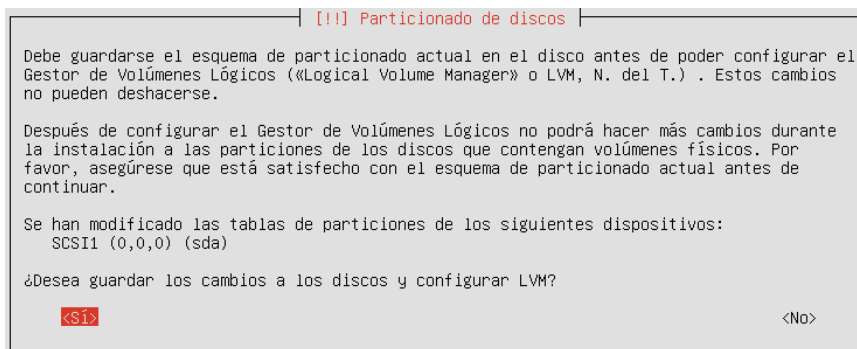 [!!] Particionado de discos
Debe guardarse el esquema de particionado actual en el disco antes de poder configurar el
Gestor de Volúmenes Lógicos («Logical Volume Manager» o LVM, N. del T.) . Estos cambios
no pueden deshacerse.
Después de configurar el Gestor de Volúmenes Lógicos no podrá hacer más cambios durante
la instalación a las particiones de los discos que contengan volúmenes físicos. Por
favor, asegúrese que está satisfecho con el esquema de particionado actual antes de
continuar.
Se han modificado las tablas de particiones de los siguientes dispositivos:
SCSI1 (0,0,0) (sda)
¿Desea guardar los cambios a los discos y configurar LVM?
<Sí> <No>